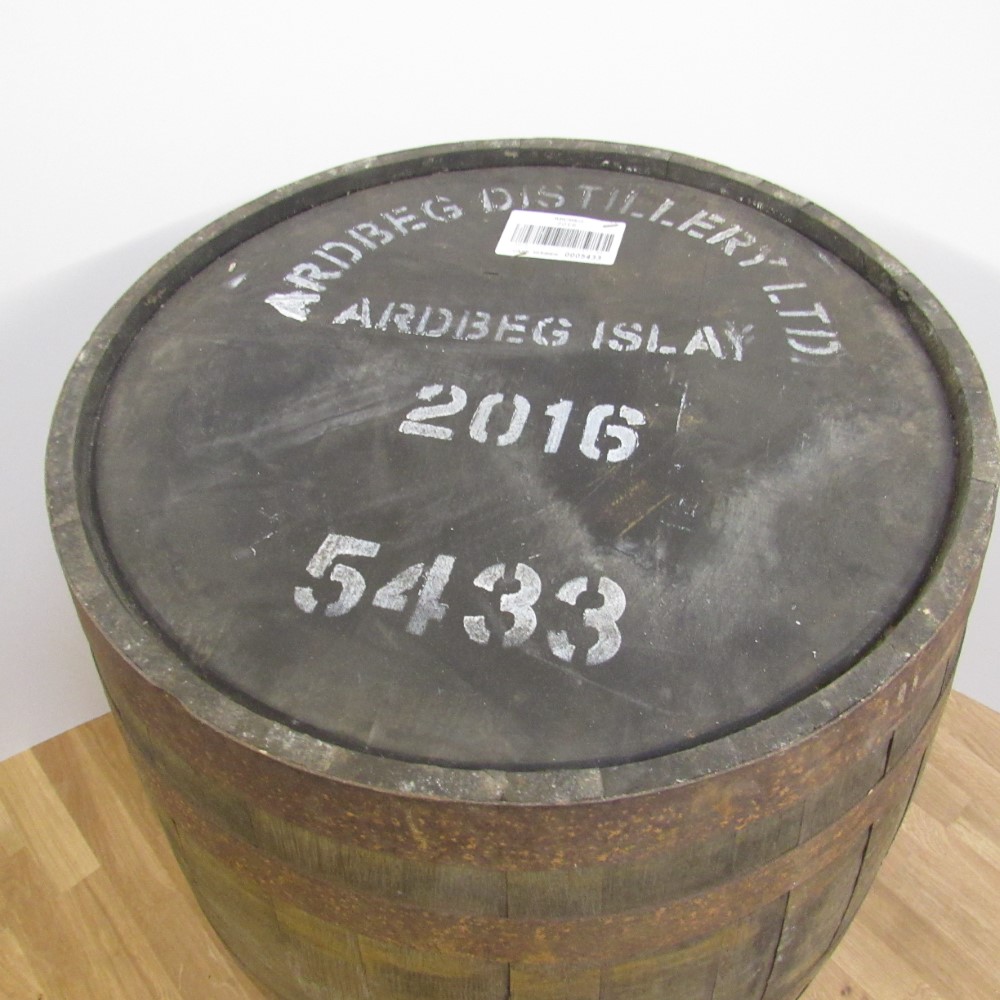 ARDBEG DISTILLERY LTD.
ARDBEG ISLAY
2016
5433